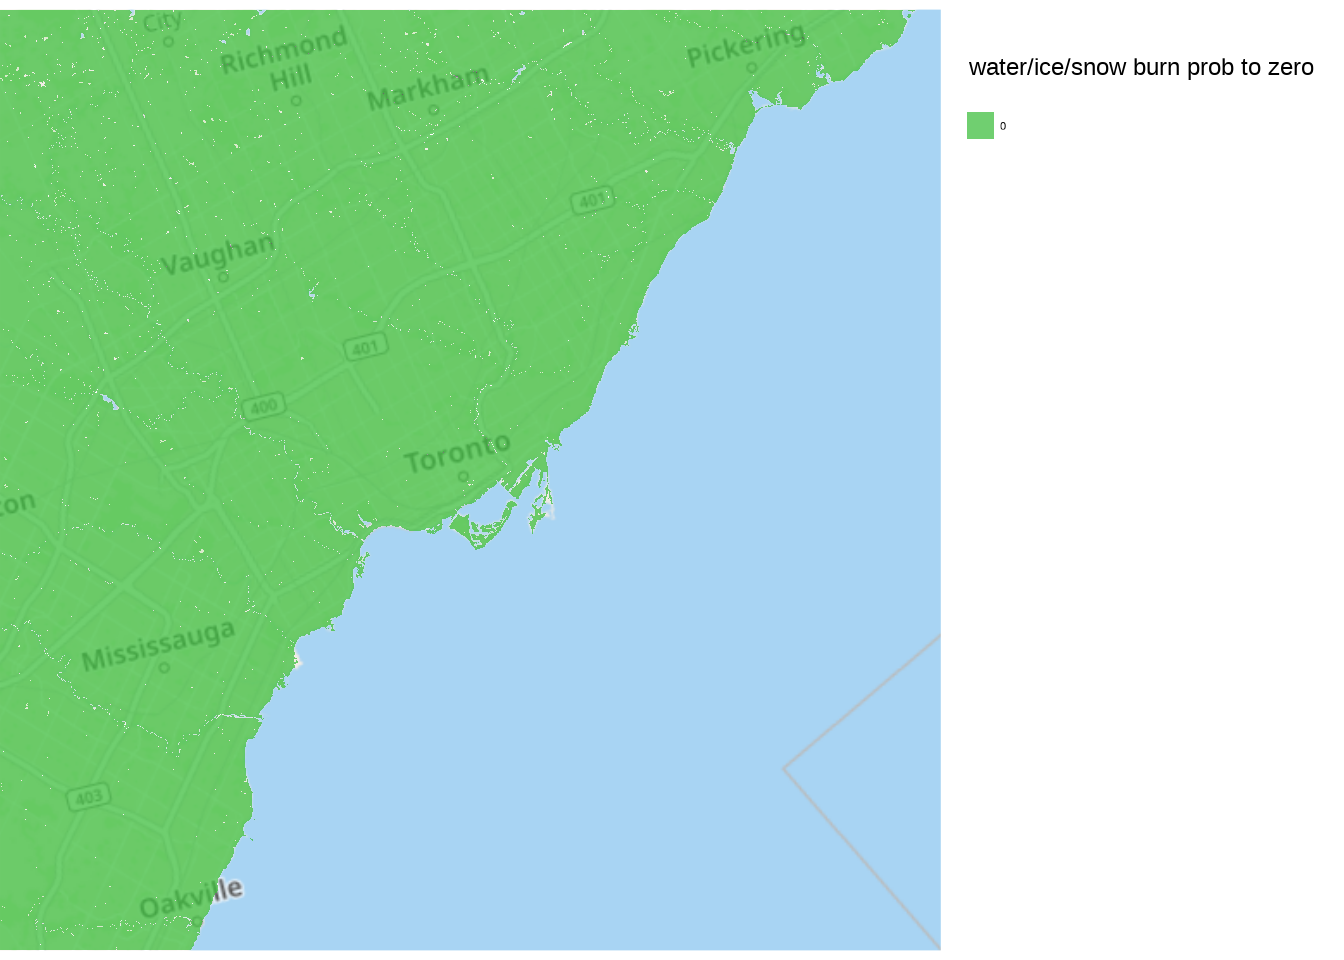 City
Richmond
Hill
Markham
Pickering
401
Vaughan
401
400
Toronto
ton
Mississauga
403
Oakville
water/ice/snow burn prob to zero
0